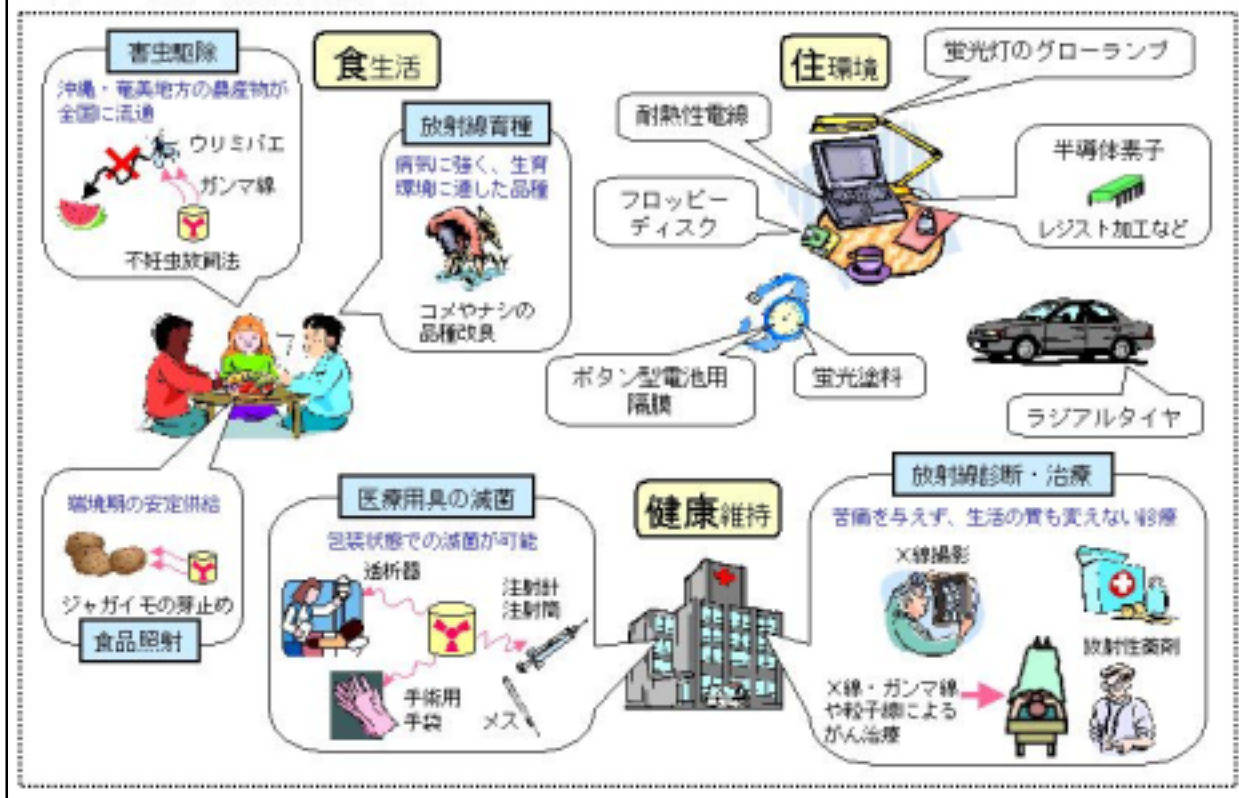 食生活
害虫駆除
沖縄・奄美地方の農産物が
全国に流通
ウリミバエ
ガンマ線
不妊虫放飼法
放射線育種
病気に強く、生育
環境に適した品種
コメやナシの
品種改良
端境期の安定供給
ジャガイモの芽止め
食品照射
住環境
蛍光灯のグローランプ
耐熱性電線
半導体素子
レジスト加工など
フロッピー
ディスク
ボタン型電池用
隔膜
蛍光塗料
ラジアルタイヤ
健康維持
医療用具の滅菌
包装状態での滅菌が可能
透析器
注射針
注射筒
手術用
手袋
メス
放射線診断・治療
苦痛を与えず、生活の質も変えない診療
X線撮影
放射性薬剤
X線・ガンマ線
や粒子線による
がん治療